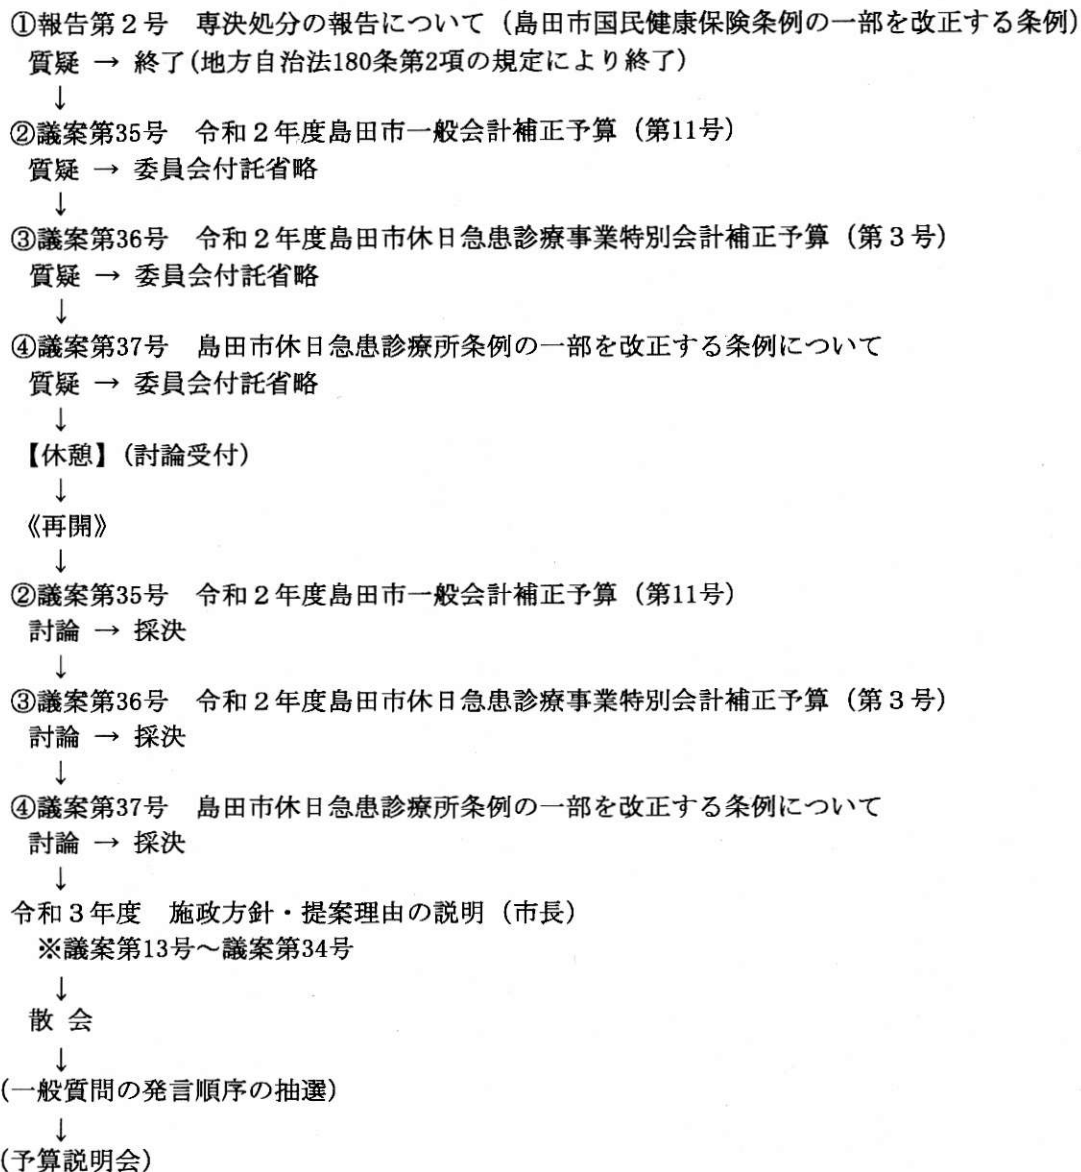 ①報告第２号　専決処分の報告について（島田市国民健康保険条例の一部を改正する条例）
質疑 → 終了(地方自治法180条第2項の規定により終了)
↓
②議案第35号　令和２年度島田市一般会計補正予算（第11号）
質疑 → 委員会付託省略
↓
③議案第36号　令和２年度島田市休日急患診療事業特別会計補正予算（第３号）
質疑 → 委員会付託省略
↓
④議案第37号　島田市休日急患診療所条例の一部を改正する条例について
質疑 → 委員会付託省略
↓
【休憩】（討論受付）
↓
《再開》
↓
②議案第35号　令和２年度島田市一般会計補正予算（第11号）
討論 → 採決
↓
③議案第36号　令和２年度島田市休日急患診療事業特別会計補正予算（第３号）
討論 → 採決
↓
④議案第37号　島田市休日急患診療所条例の一部を改正する条例について
討論 → 採決
↓
令和３年度　施政方針・提案理由の説明（市長）
※議案第13号～議案第34号
↓
散 会
↓
(一般質問の発言順序の抽選)
↓
(予算説明会)